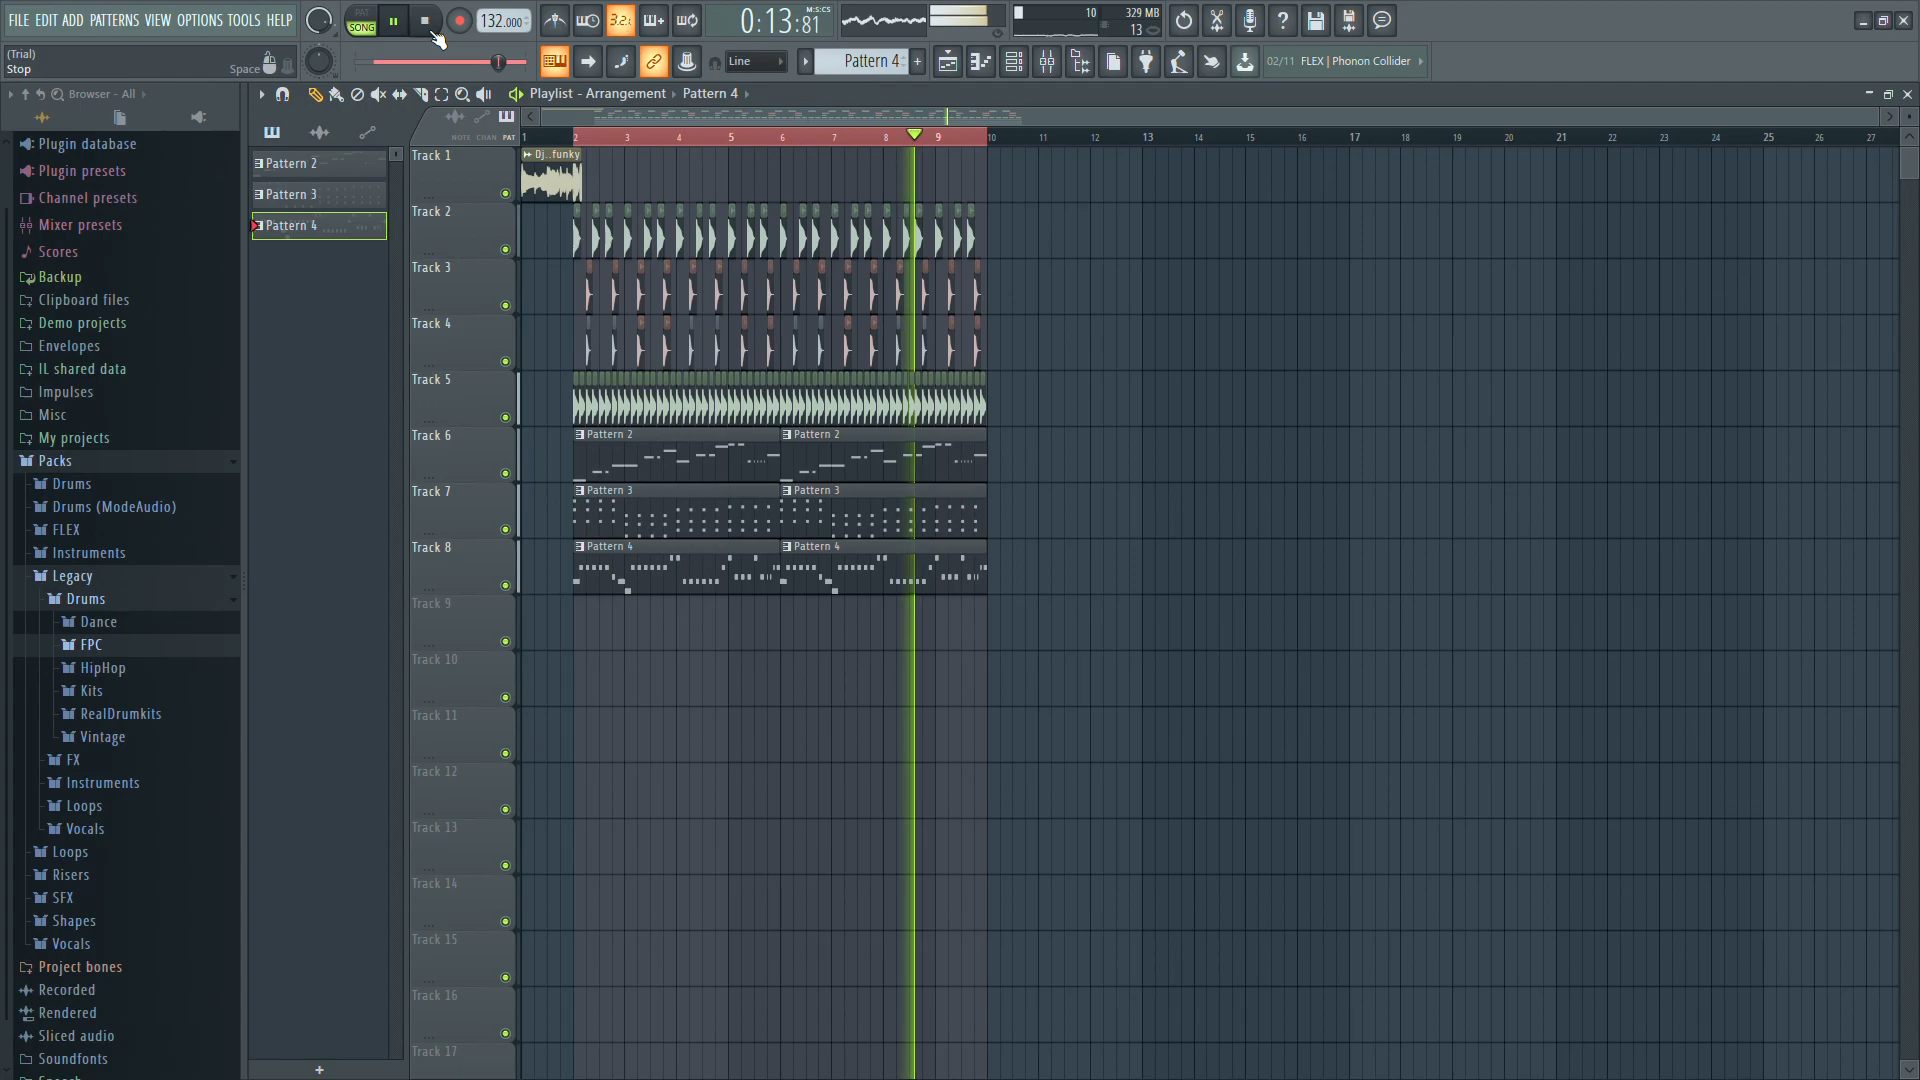 FILE EDIT ADD PATTERNS VIEW OPTIONS TOOLS HELP
PAT
SONG
132.000
3.2.1
0:13:81
M:S:CS
10
329 MB
13
(Trial)
Stop
Space
Line
Pattern 4
02/11 FLEX | Phonon Collider
Browser - All
Playlist - Arrangement
Pattern 4
NOTE CHAN PAT
1 2 3 4 5 6 7 8 9 10 11 12 13 14 15 16 17 18 19 20 21 22 23 24 25 26 27
Plugin database
Plugin presets
Channel presets
Mixer presets
Scores
Backup
Clipboard files
Demo projects
Envelopes
IL shared data
Impulses
Misc
My projects
Packs
Drums
Drums (ModeAudio)
FLEX
Instruments
Legacy
Drums
Dance
FPC
HipHop
Kits
RealDrumkits
Vintage
FX
Instruments
Loops
Vocals
Loops
Risers
SFX
Shapes
Vocals
Project bones
Recorded
Rendered
Sliced audio
Soundfonts
Pattern 2
Pattern 3
Pattern 4
Track 1
Dj..funky
Track 2
Track 3
Track 4
Track 5
Track 6
Pattern 2
Pattern 2
Track 7
Pattern 3
Pattern 3
Track 8
Pattern 4
Pattern 4
Track 9
Track 10
Track 11
Track 12
Track 13
Track 14
Track 15
Track 16
Track 17